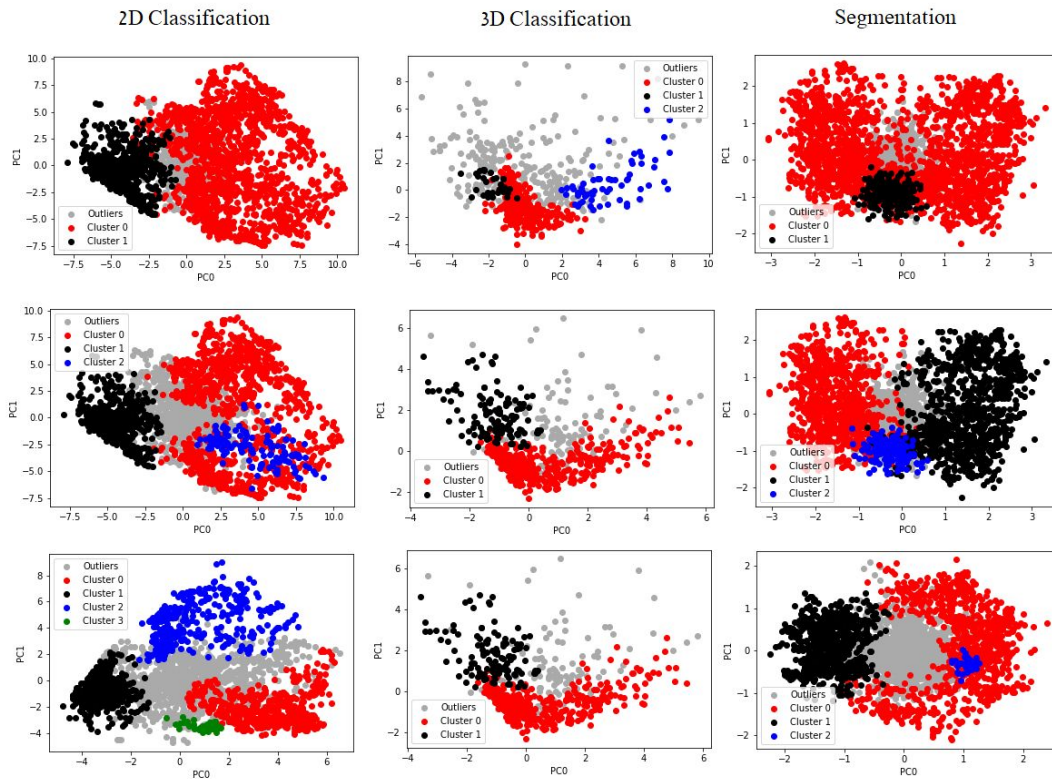 2D Classification
3D Classification
Segmentation
10.0
7.5
5.0
2.5
0.0
−2.5
−5.0
−7.5
PC1
Outliers
Cluster 0
Cluster 1
−7.5 −5.0 −2.5 0.0 2.5 5.0 7.5 10.0
PC0
8
6
4
2
0
−2
−4
PC1
Outliers
Cluster 0
Cluster 1
Cluster 2
−6 −4 −2 0 2 4 6 8 10
PC0
2
1
0
−1
−2
PC1
Outliers
Cluster 0
Cluster 1
−3 −2 −1 0 1 2 3
PC0
10.0
7.5
5.0
2.5
0.0
−2.5
−5.0
−7.5
PC1
Outliers
Cluster 0
Cluster 1
Cluster 2
−7.5 −5.0 −2.5 0.0 2.5 5.0 7.5 10.0
PC0
6
4
2
0
−2
PC1
Outliers
Cluster 0
Cluster 1
−4 −2 0 2 4 6
PC0
2
1
0
−1
−2
PC1
Outliers
Cluster 0
Cluster 1
Cluster 2
−3 −2 −1 0 1 2 3
PC0
8
6
4
2
0
−2
−4
PC1
Outliers
Cluster 0
Cluster 1
Cluster 2
Cluster 3
−4 −2 0 2 4 6
PC0
6
4
2
0
−2
PC1
Outliers
Cluster 0
Cluster 1
−4 −2 0 2 4 6
PC0
2
1
0
−1
−2
PC1
Outliers
Cluster 0
Cluster 1
Cluster 2
−2 −1 0 1 2
PC0